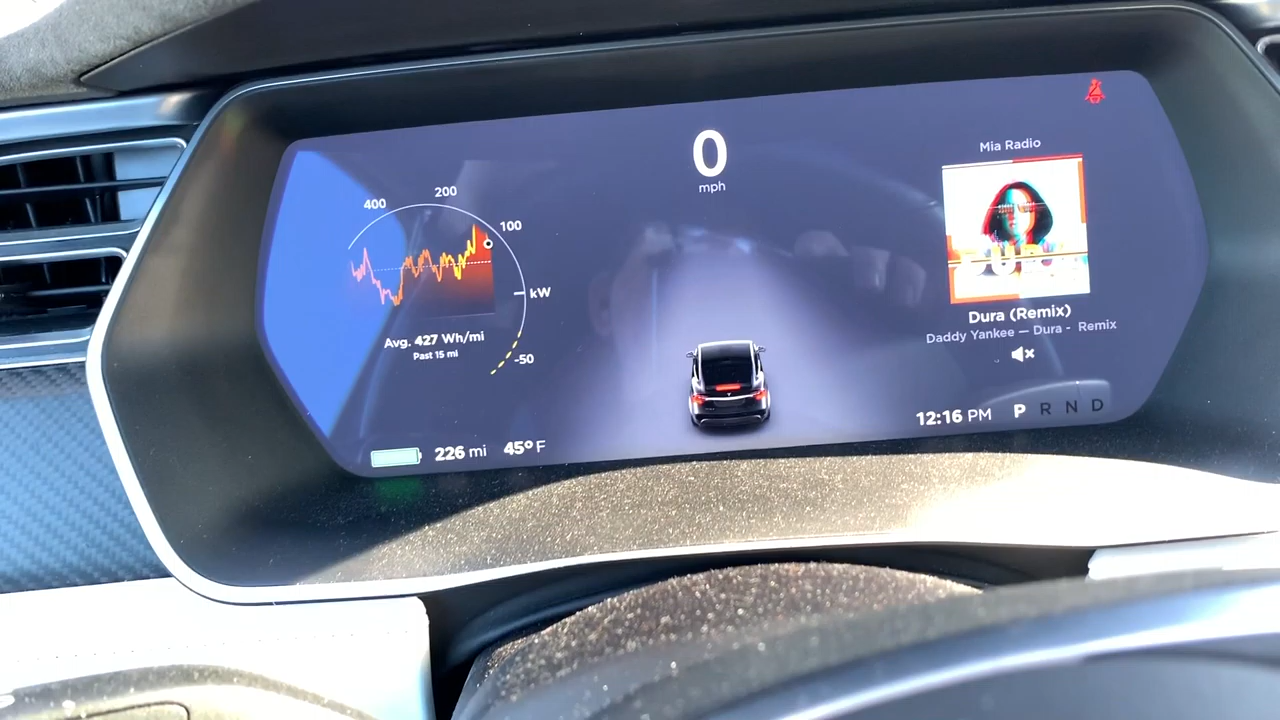 0
mph
400
200
100
kW
-50
Avg. 427 Wh/mi
Past 15 mi
Mia Radio
Dura (Remix)
Daddy Yankee — Dura - Remix
226 mi
45° F
12:16 PM
P R N D